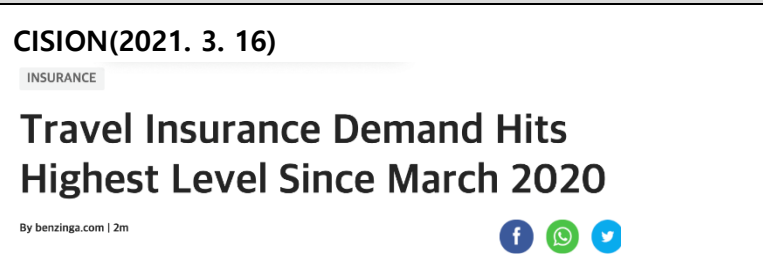 CISION(2021. 3. 16)
INSURANCE
Travel Insurance Demand Hits
Highest Level Since March 2020
By benzinga.com | 2m